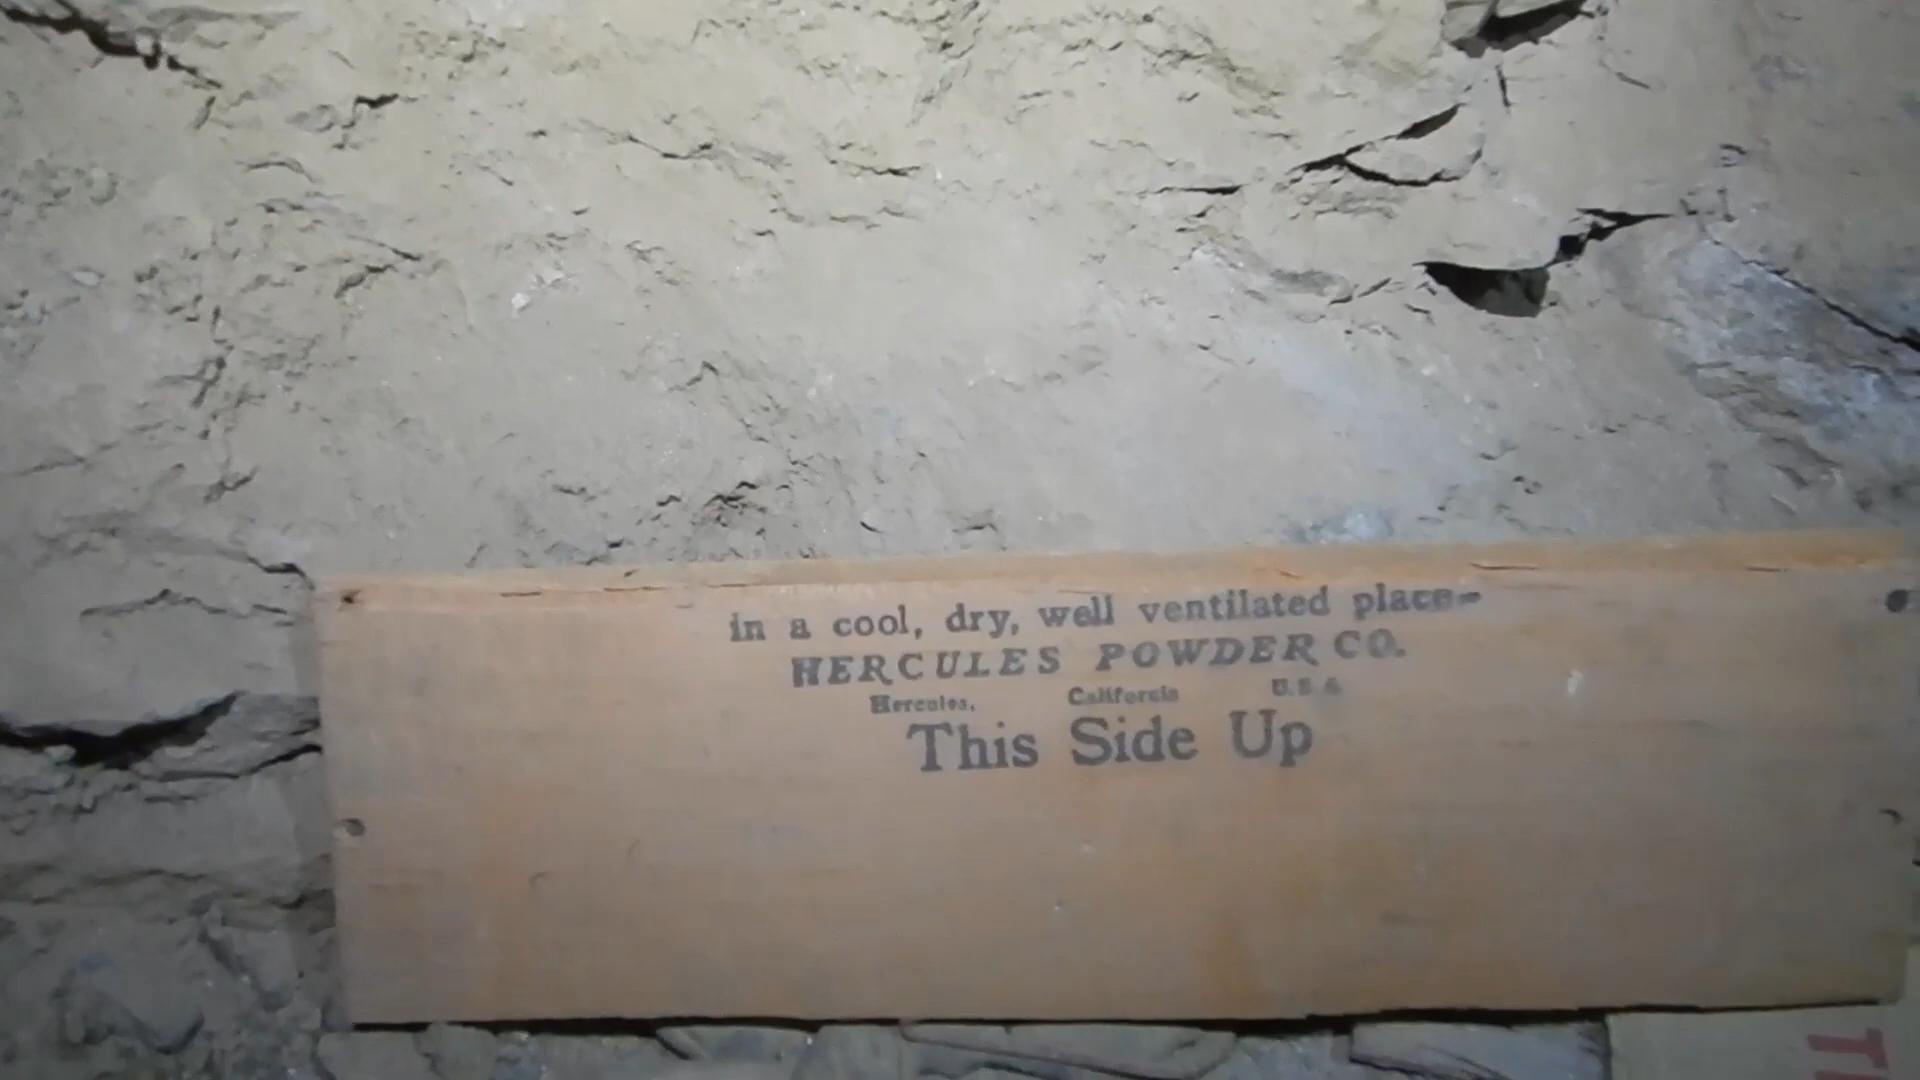 in a cool, dry, well ventilated place-
HERCULES POWDER CO.
Hercules, California U.S.A.
This Side Up